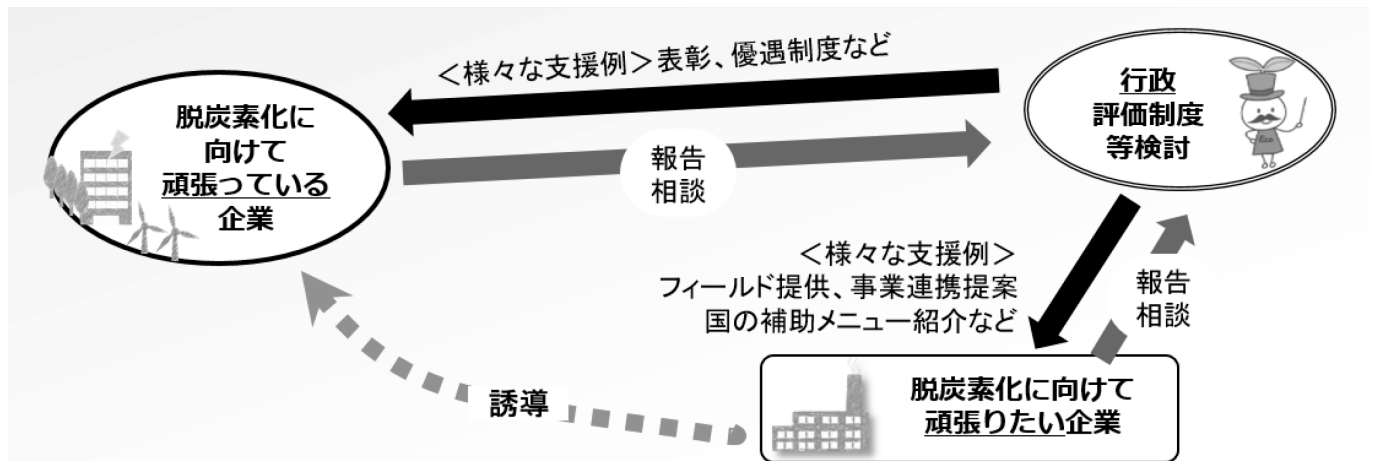 ＜様々な支援例＞表彰、優遇制度など
脱炭素化に
向けて
頑張っている
企業
行政
評価制度
等検討
Eco
報告
相談
＜様々な支援例＞
フィールド提供、事業連携提案
国の補助メニュー紹介など
報告
相談
誘導
脱炭素化に向けて
頑張りたい企業